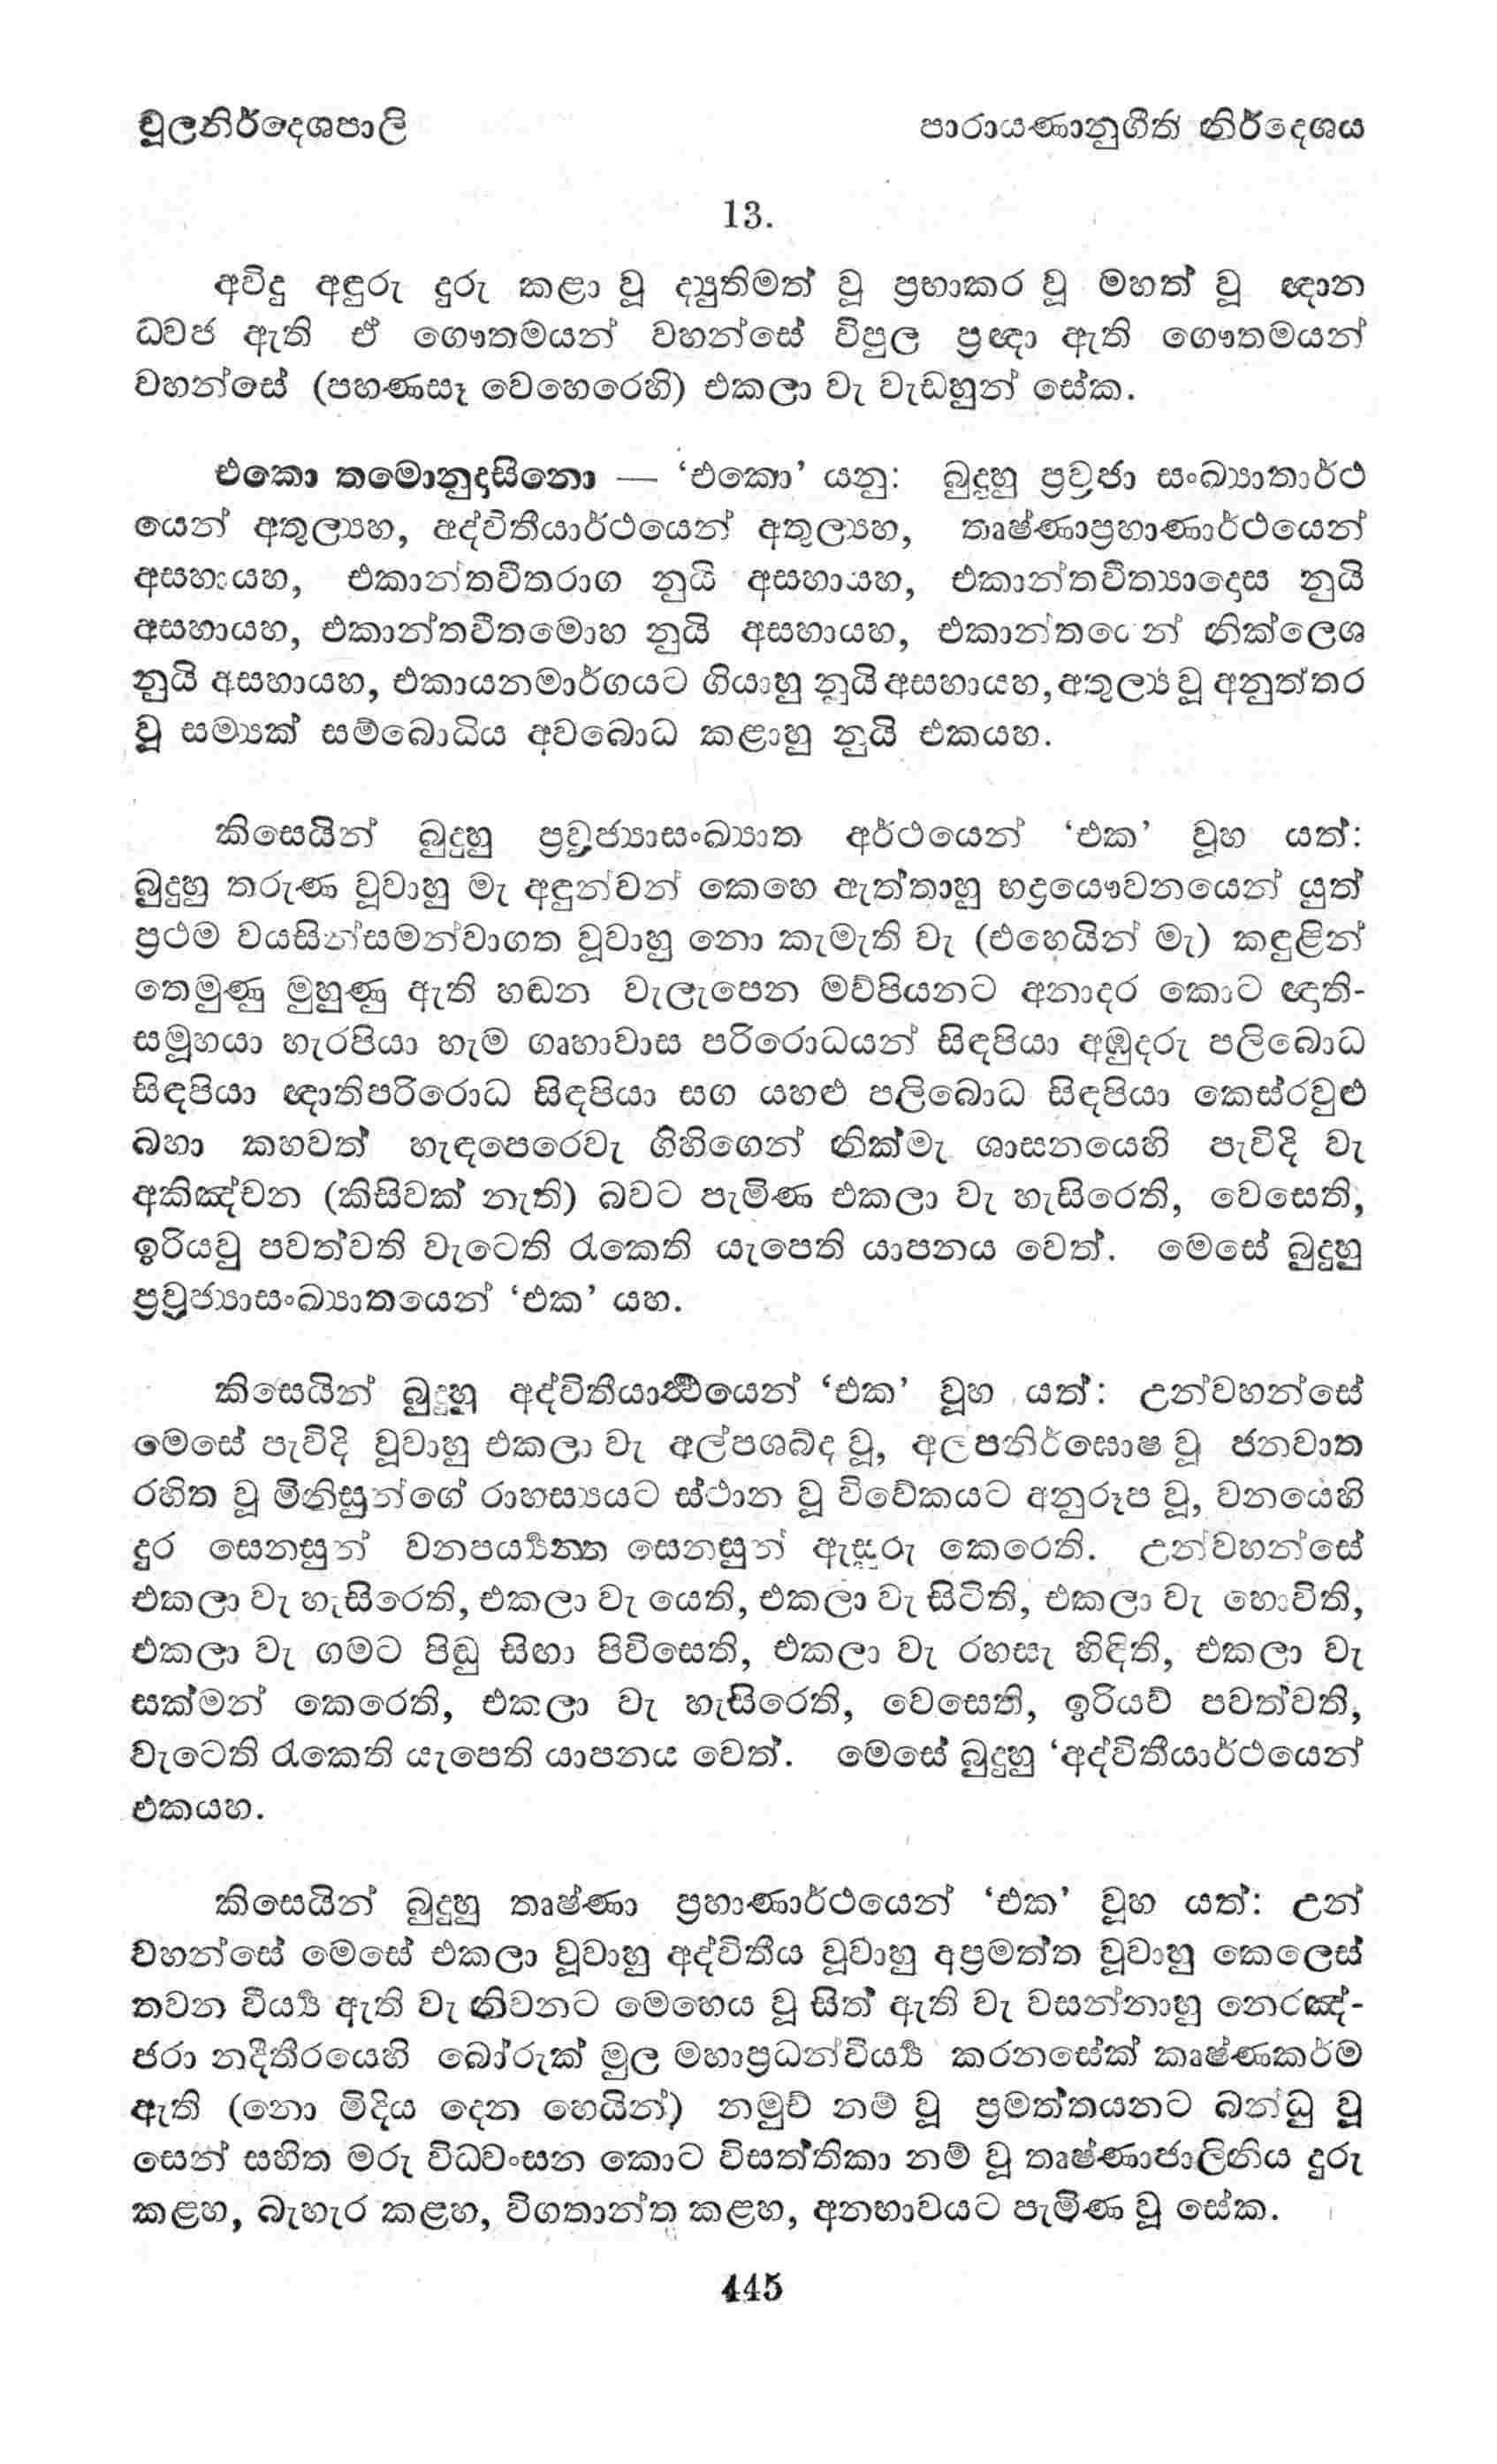 චූලනිර්දෙශපාලි
පාරායණානුගීති නිර්දෙශය
13.
අවිදු අඳුරු දුරු කළා වූ ද්‍යුතිමත් වූ ප්‍රභාකර වූ මහත් වූ ඥාන
ධ්වජ ඇති ඒ ගෞතමයන් වහන්සේ විපුල ප්‍රඥා ඇති ගෞතමයන්
වහන්සේ (පහණසෑ වෙහෙරෙහි) එකලා වැ වැඩහුන් සේක.
එකො තමොනුදාසිනො — ‘එකො’ යනු: බුදුහු ප්‍රව්‍රජා සංඛ්‍යාතාර්ථ
යෙන් අතුල්‍යහ, අද්විතීයාර්ථයෙන් අතුල්‍යහ, තෘෂ්ණාප්‍රහාණාර්ථයෙන්
අසහායහ, එකාන්තවීතරාග නුයි අසහායහ, එකාන්තවීත්‍යාදොස නුයි
අසහායහ, එකාන්තවීතමොහ නුයි අසහායහ, එකාන්තයෙන් නික්ලෙශ
නුයි අසහායහ, එකායනමාර්ගයට ගියාහු නුයි අසහායහ, අතුල්‍ය වූ අනුත්තර
වූ සම්‍යක් සම්බොධිය අවබොධ කළාහු නුයි එකයහ.
කිසෙයින් බුදුහු ප්‍රව්‍රජ්‍යාසංඛ්‍යාත අර්ථයෙන් ‘එක’ වූහ යත්:
බුදුහු තරුණ වූවාහු මැ අඳුන්වන් කෙහෙ ඇත්තාහු භද්‍රයෞවනයෙන් යුත්
ප්‍රථම වයසින්සමන්වාගත වූවාහු නො කැමැති වැ (එහෙයින් මැ) කඳුළින්
තෙමුණු මුහුණු ඇති හඬන වැලැපෙන මව්පියනට අනාදර කොට ඥාති-
සමූහයා හැරපියා හැම ගෘහාවාස පරිරොධයන් සිඳපියා අඹුදරු පලිබොධ
සිඳපියා ඥාතිපරිරොධ සිඳපියා සග යහළු පලිබොධ සිඳපියා කෙස්රවුළු
බහා කහවත් හැඳපෙරෙවැ ගිහිගෙන් නික්මැ ශාසනයෙහි පැවිදි වැ
අකිඤ්චන (කිසිවක් නැති) බවට පැමිණ එකලා වැ හැසිරෙති, වෙසෙති,
ඉරියවු පවත්වති වැටෙති රැකෙති යැපෙති යාපනය වෙත්. මෙසේ බුදුහු
ප්‍රව්‍රජ්‍යාසංඛ්‍යාතයෙන් ‘එක’ යහ.
කිසෙයින් බුදුහු අද්විතීයාර්ථයෙන් ‘එක’ වූහ යත්: උන්වහන්සේ
මෙසේ පැවිදි වූවාහු එකලා වැ අල්පශබ්ද වූ, අල්පනිර්ඝොෂ වූ ජනවාත
රහිත වූ මිනිසුන්ගේ රාහස්‍යයට ස්ථාන වූ විවේකයට අනුරූප වූ, වනයෙහි
දුර සෙනසුන් වනපර්‍ය්‍යන්ත සෙනසුන් ඇසුරු කෙරෙති. උන්වහන්සේ
එකලා වැ හැසිරෙති, එකලා වැ යෙති, එකලා වැ සිටිති, එකලා වැ හොවිති,
එකලා වැ ගමට පිඬු සිඟා පිවිසෙති, එකලා වැ රහසැ හිඳිති, එකලා වැ
සක්මන් කෙරෙති, එකලා වැ හැසිරෙති, වෙසෙති, ඉරියව් පවත්වති,
වැටෙති රැකෙති යැපෙති යාපනය වෙත්. මෙසේ බුදුහු ‘අද්විතීයාර්ථයෙන්
එකයහ.
කිසෙයින් බුදුහු තෘෂ්ණා ප්‍රහාණාර්ථයෙන් ‘එක’ වූහ යත්: උන්
වහන්සේ මෙසේ එකලා වූවාහු අද්විතීය වූවාහු අප්‍රමත්ත වූවාහු කෙලෙස්
තවන වීර්‍ය්‍ය ඇති වැ නිවනට මෙහෙය වූ සිත් ඇති වැ වසන්නාහු නෙරඤ්-
ජරා නදීතීරයෙහි බෝරුක් මුල මහාප්‍රධන්වීර්‍ය්‍ය කරනසේක් කෘෂ්ණකර්ම
ඇති (නො මිදිය දෙන හෙයින්) නමුචි නම් වූ ප්‍රමත්තයනට බන්ධු වූ
සෙන් සහිත මරු විධ්වංසන කොට විසත්තිකා නම් වූ තෘෂ්ණාජාලිනිය දුරු
කළහ, බැහැර කළහ, විගතාන්ත කළහ, අනභාවයට පැමිණ වූ සේක.
445